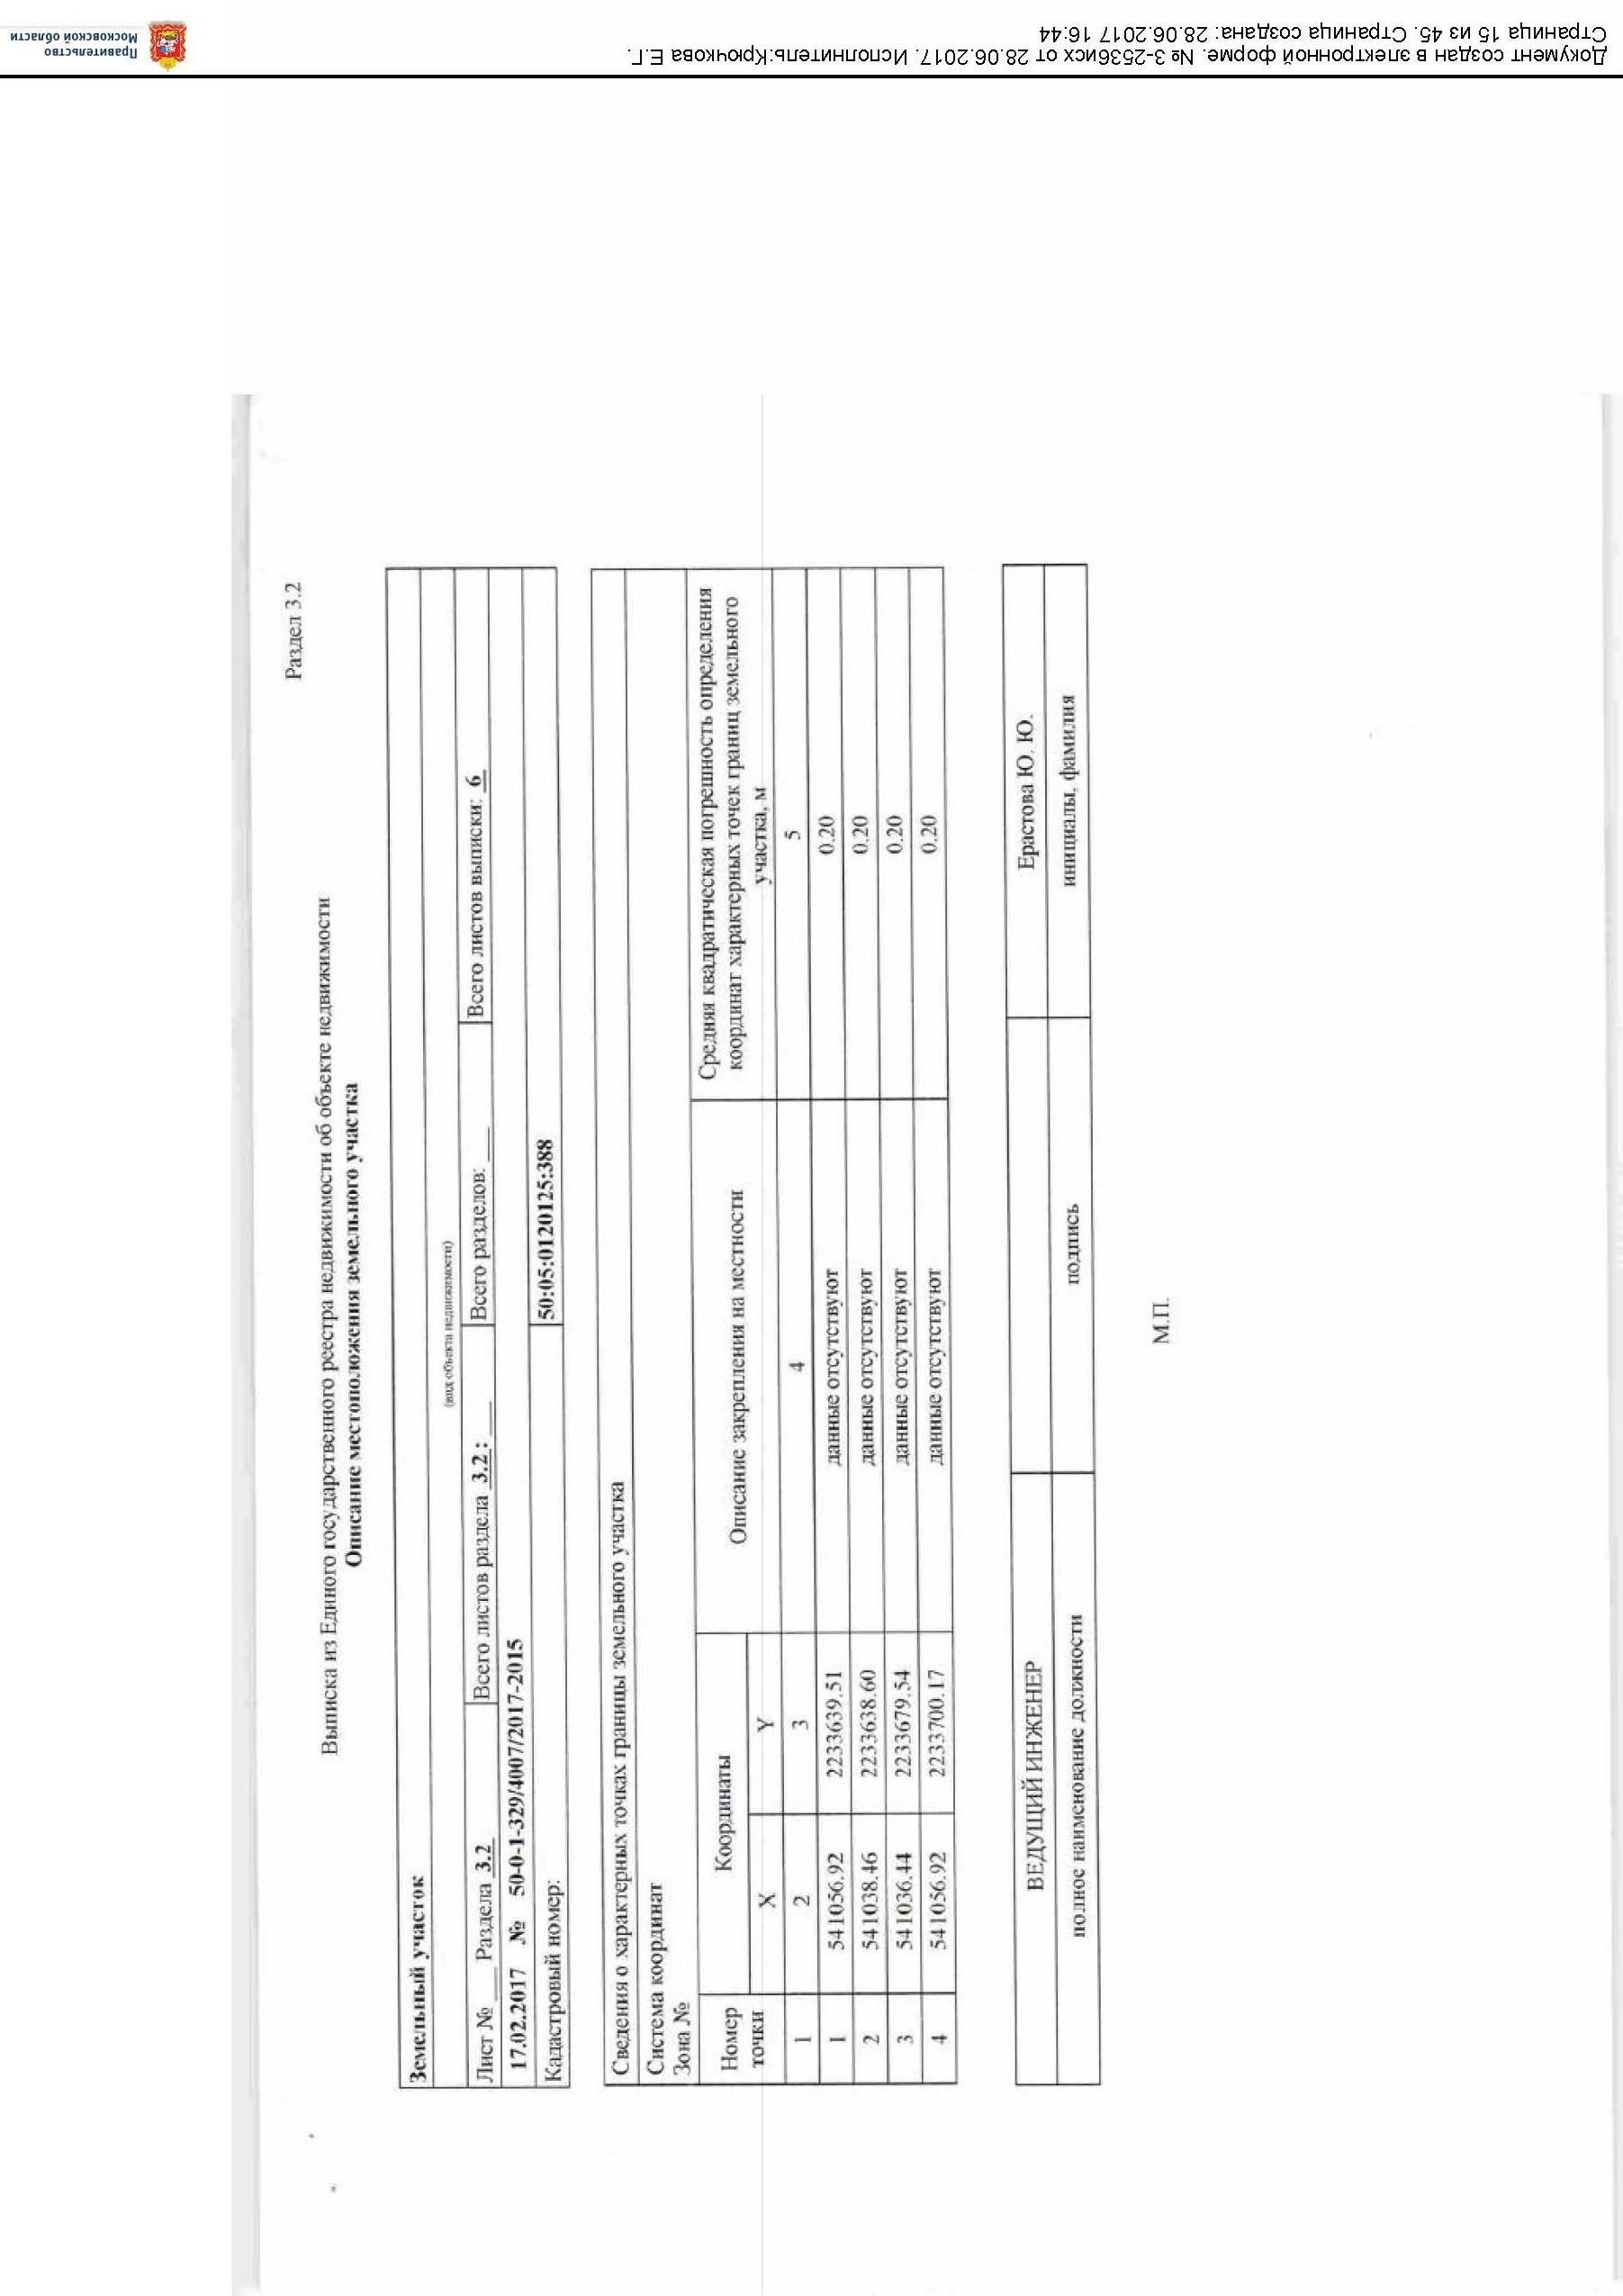 Документ создан в электронной форме. № 3-2536исх от 28.06.2017. Исполнитель:Крючкова Е.Г.
Страница 15 из 45. Страница создана: 28.06.2017 16:44
Правительство
Московской области
Раздел 3.2
Выписка из Единого государственного реестра недвижимости об объекте недвижимости
Описание местоположения земельного участка
Земельный участок
(вид объекта недвижимости)
Лист № ___ Раздела 3.2 Всего листов раздела 3.2 : ___ Всего разделов: ___ Всего листов выписки: 6
17.02.2017 № 50-0-1-329/4007/2017-2015
Кадастровый номер: 50:05:0120125:388
Сведения о характерных точках границы земельного участка
Система координат
Зона №
Номер точки
Координаты
X Y
Описание закрепления на местности
Средняя квадратическая погрешность определения
координат характерных точек границ земельного
участка, м
1 2 3 4 5
1 541056.92 2233639.51 данные отсутствуют 0.20
2 541038.46 2233638.60 данные отсутствуют 0.20
3 541036.44 2233679.54 данные отсутствуют 0.20
4 541056.92 2233700.17 данные отсутствуют 0.20
ВЕДУЩИЙ ИНЖЕНЕР Ерастова Ю. Ю.
полное наименование должности подпись инициалы, фамилия
М.П.